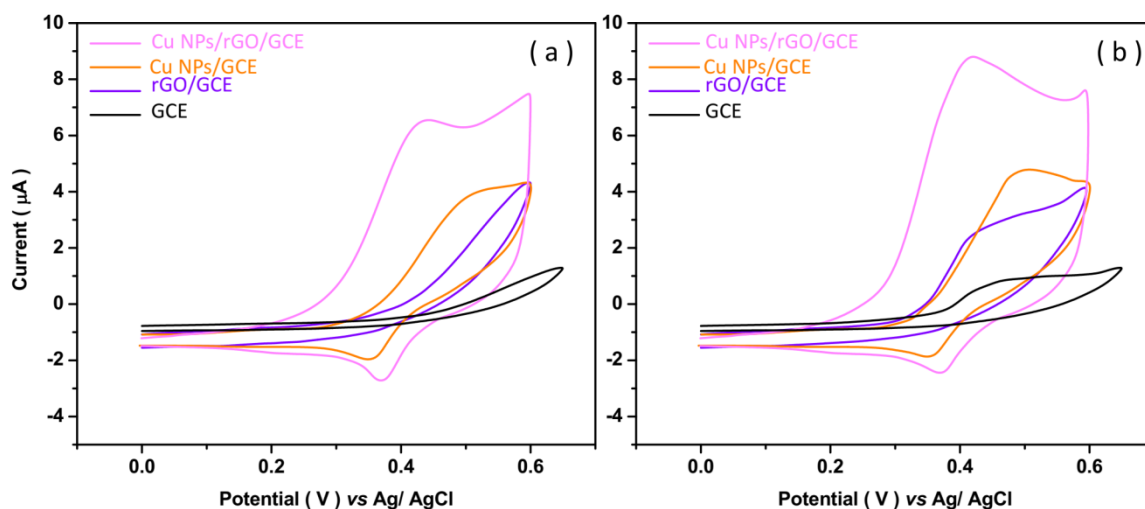 Cu NPs/rGO/GCE
Cu NPs/GCE
rGO/GCE
GCE
( a )
10
8
6
4
2
0
-2
-4
Current ( μA )
0.0
0.2
0.4
0.6
Potential ( V ) vs Ag/ AgCl
Cu NPs/rGO/GCE
Cu NPs/GCE
rGO/GCE
GCE
( b )
10
8
6
4
2
0
-2
-4
0.0
0.2
0.4
0.6
Potential ( V ) vs Ag/ AgCl